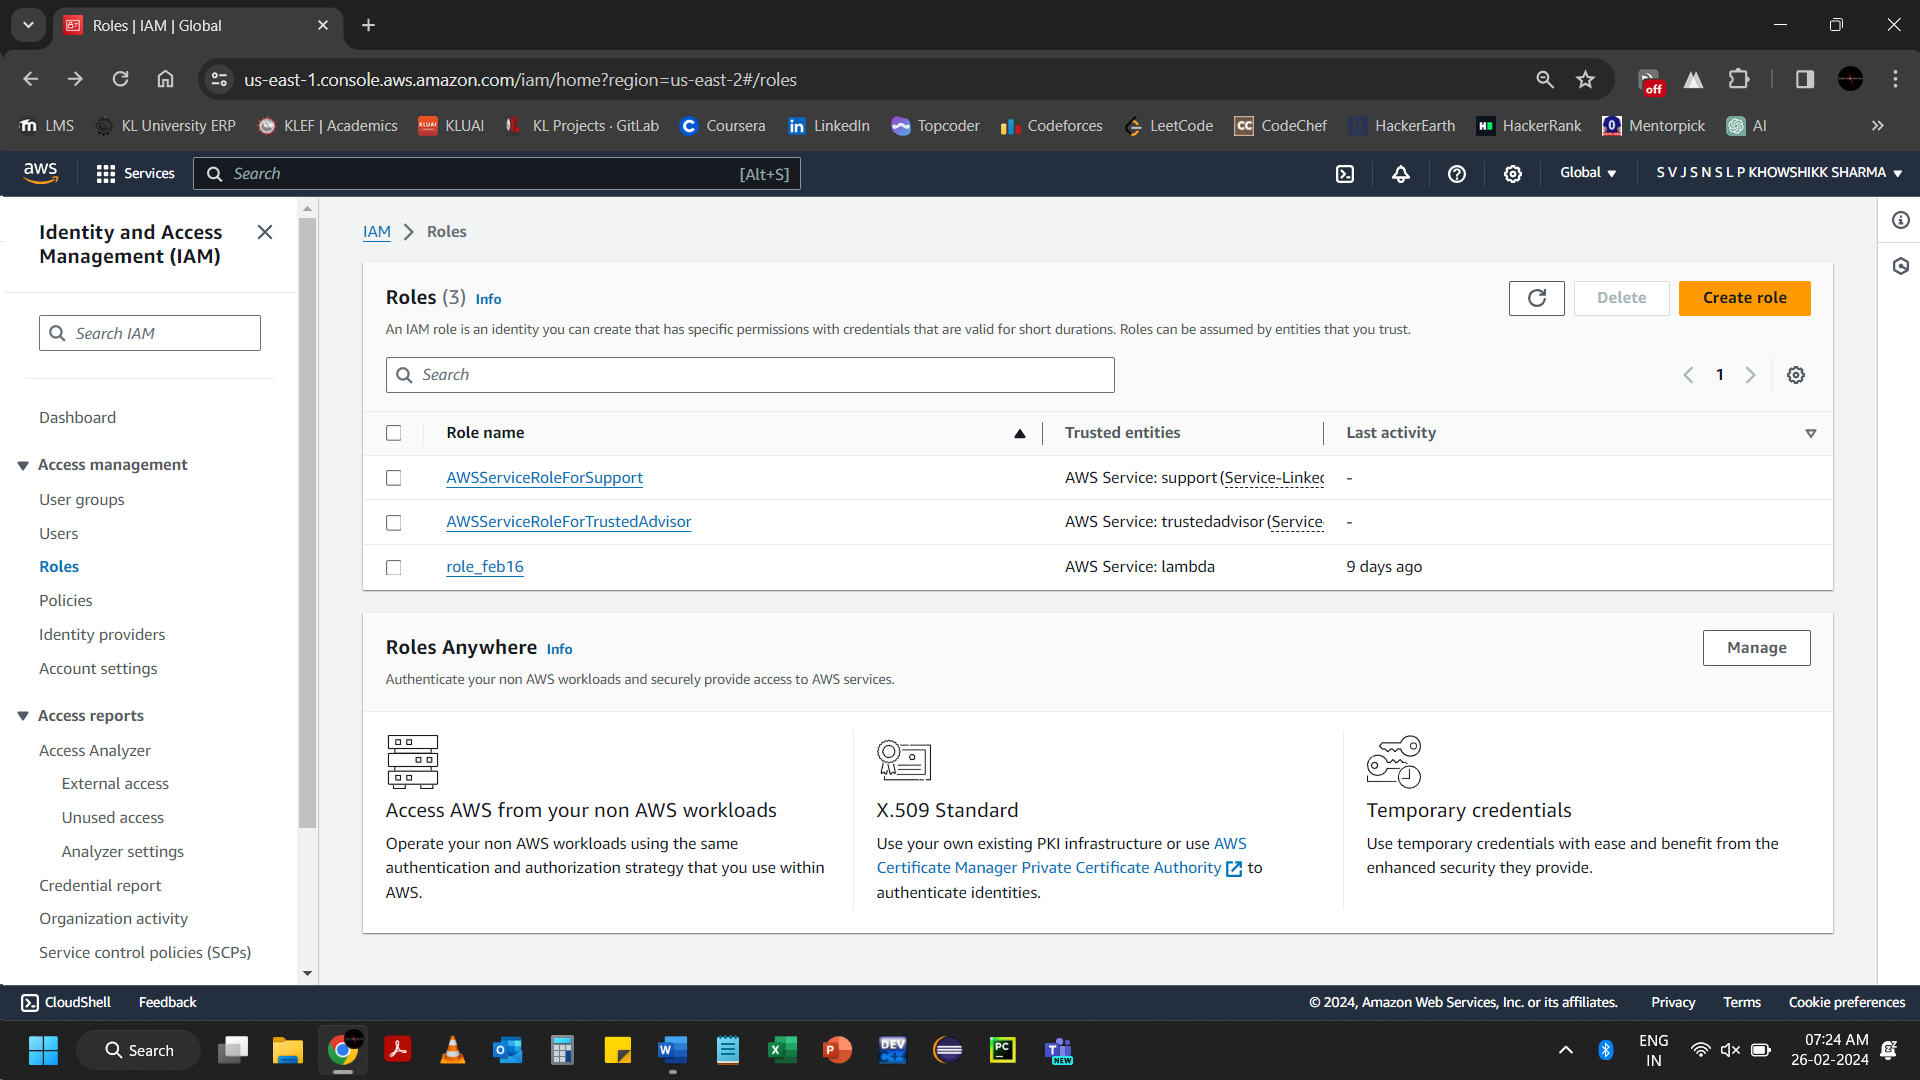 Roles | IAM | Global
us-east-1.console.aws.amazon.com/iam/home?region=us-east-2#/roles
off
LMS
KL University ERP
KLEF | Academics
KLUAI
KL Projects · GitLab
Coursera
LinkedIn
Topcoder
Codeforces
LeetCode
CodeChef
HackerEarth
HackerRank
Mentorpick
AI
aws
Services
Search
[Alt+S]
Global
S V J S N S L P KHOWSHIKK SHARMA
Identity and Access
Management (IAM)
Search IAM
Dashboard
Access management
User groups
Users
Roles
Policies
Identity providers
Account settings
Access reports
Access Analyzer
External access
Unused access
Analyzer settings
Credential report
Organization activity
Service control policies (SCPs)
IAM > Roles
Roles (3) Info
Delete
Create role
An IAM role is an identity you can create that has specific permissions with credentials that are valid for short durations. Roles can be assumed by entities that you trust.
Search
1
Role name Trusted entities Last activity
AWSServiceRoleForSupport AWS Service: support (Service-Linked -
AWSServiceRoleForTrustedAdvisor AWS Service: trustedadvisor (Service- -
role_feb16 AWS Service: lambda 9 days ago
Roles Anywhere Info
Manage
Authenticate your non AWS workloads and securely provide access to AWS services.
Access AWS from your non AWS workloads
Operate your non AWS workloads using the same
authentication and authorization strategy that you use within
AWS.
X.509 Standard
Use your own existing PKI infrastructure or use AWS
Certificate Manager Private Certificate Authority to
authenticate identities.
Temporary credentials
Use temporary credentials with ease and benefit from the
enhanced security they provide.
CloudShell
Feedback
© 2024, Amazon Web Services, Inc. or its affiliates.
Privacy
Terms
Cookie preferences
Search
DEV
PC
NEW
ENG
IN
07:24 AM
26-02-2024